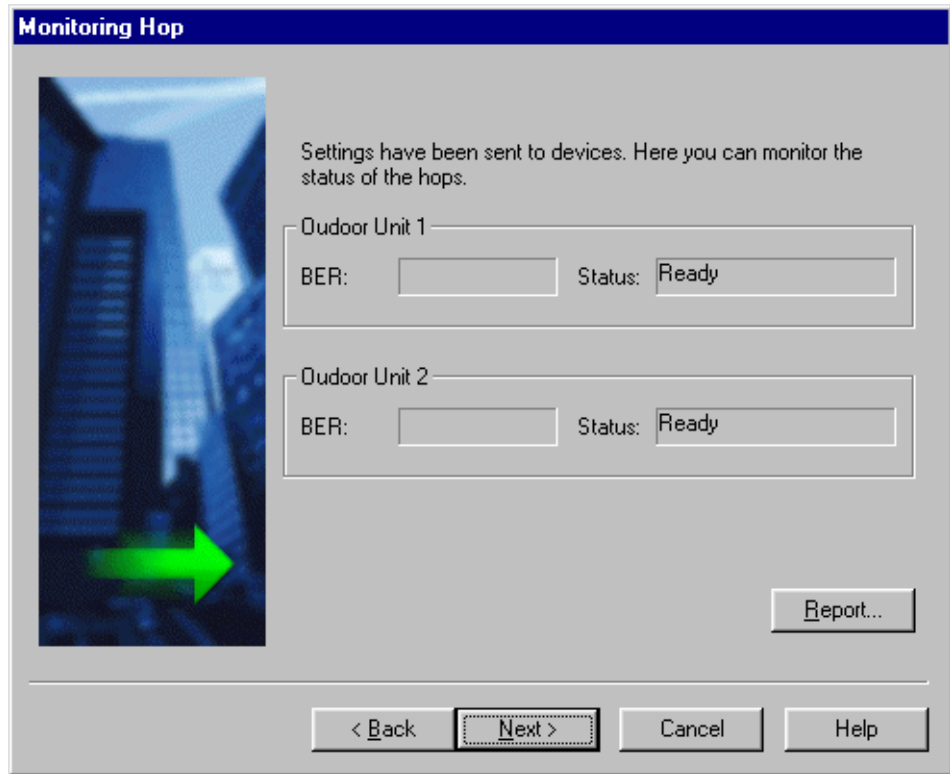 Monitoring Hop
Settings have been sent to devices. Here you can monitor the
status of the hops.
Oudoor Unit 1
BER: Status: Ready
Oudoor Unit 2
BER: Status: Ready
Report...
< Back Next > Cancel Help